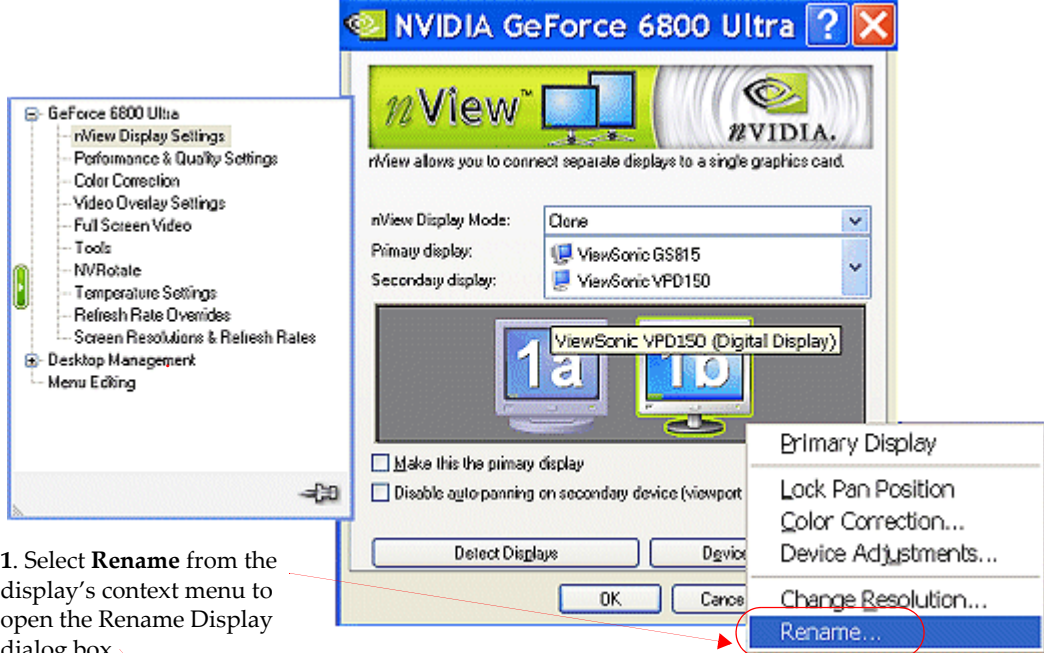 NVIDIA GeForce 6800 Ultra
GeForce 6800 Ultra
nView Display Settings
Performance & Quality Settings
Color Correction
Video Overlay Settings
Full Screen Video
Tools
NVRotate
Temperature Settings
Refresh Rate Overrides
Screen Resolutions & Refresh Rates
Desktop Management
Menu Editing
nVIEW™
nVIDIA.
nView allows you to connect separate displays to a single graphics card.
nView Display Mode: Clone
Primary display: ViewSonic GS815
Secondary display: ViewSonic VPD150
ViewSonic VPD150 (Digital Display)
1a 1b
Make this the primary display
Disable auto-panning on secondary device (viewport
Detect Displays Device
OK Cance
Primary Display
Lock Pan Position
Color Correction...
Device Adjustments...
Change Resolution...
Rename...
1. Select Rename from the
display’s context menu to
open the Rename Display
dialog box